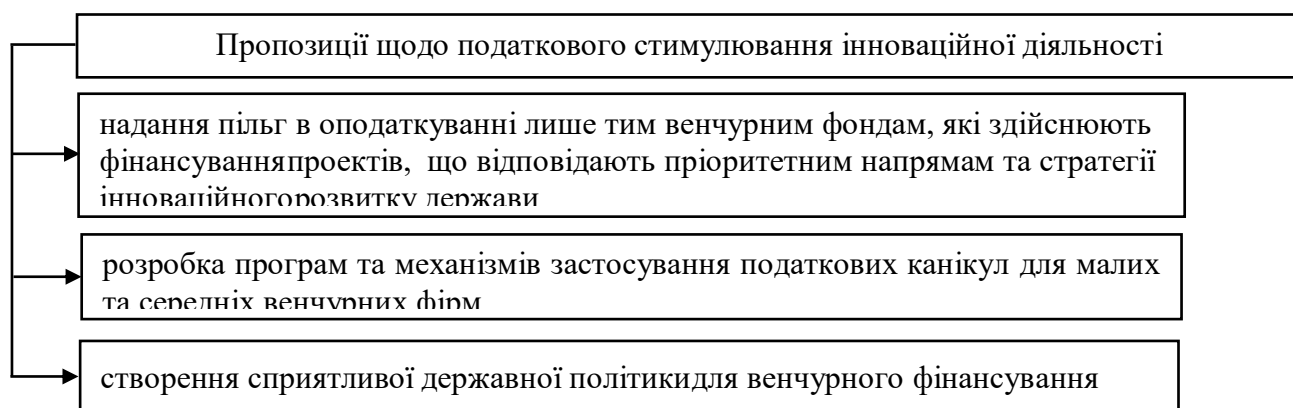 Пропозиції щодо податкового стимулювання інноваційної діяльності
надання пільг в оподаткуванні лише тим венчурним фондам, які здійснюють
фінансуванняпроектів, що відповідають пріоритетним напрямам та стратегії
інноваційногорозвитку держави
розробка програм та механізмів застосування податкових канікул для малих
та середніх венчурних фірм
створення сприятливої державної політикидля венчурного фінансування